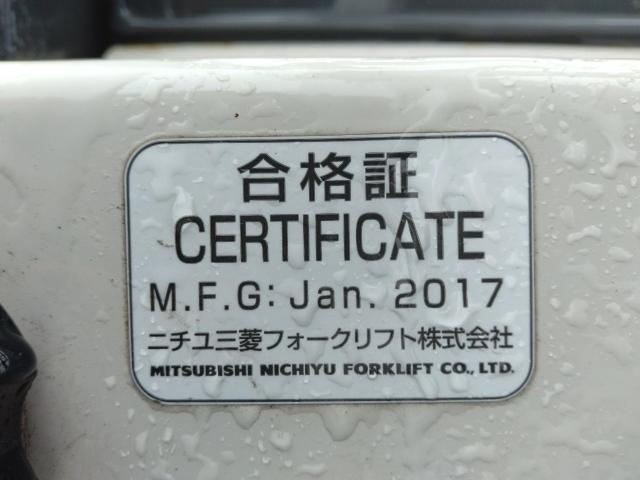 合格証
CERTIFICATE
M.F.G: Jan. 2017
ニチユ三菱フォークリフト株式会社
MITSUBISHI NICHIYU FORKLIFT CO., LTD.